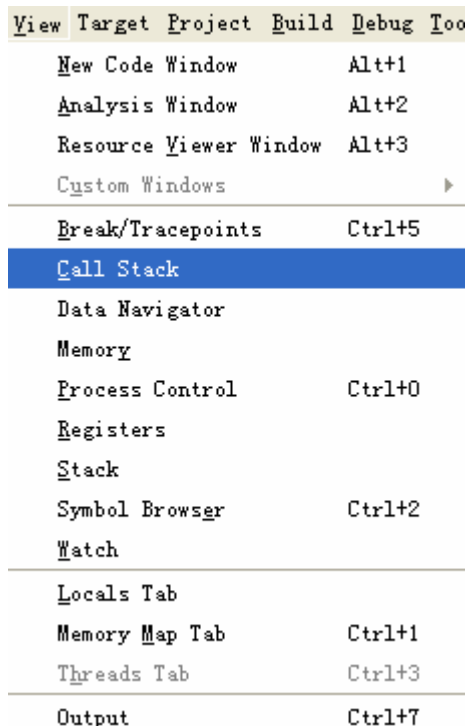 View Target Project Build Debug Too
New Code Window Alt+1
Analysis Window Alt+2
Resource Viewer Window Alt+3
Custom Windows
Break/Tracepoints Ctrl+5
Call Stack
Data Navigator
Memory
Process Control Ctrl+0
Registers
Stack
Symbol Browser Ctrl+2
Watch
Locals Tab
Memory Map Tab Ctrl+1
Threads Tab Ctrl+3
Output Ctrl+7